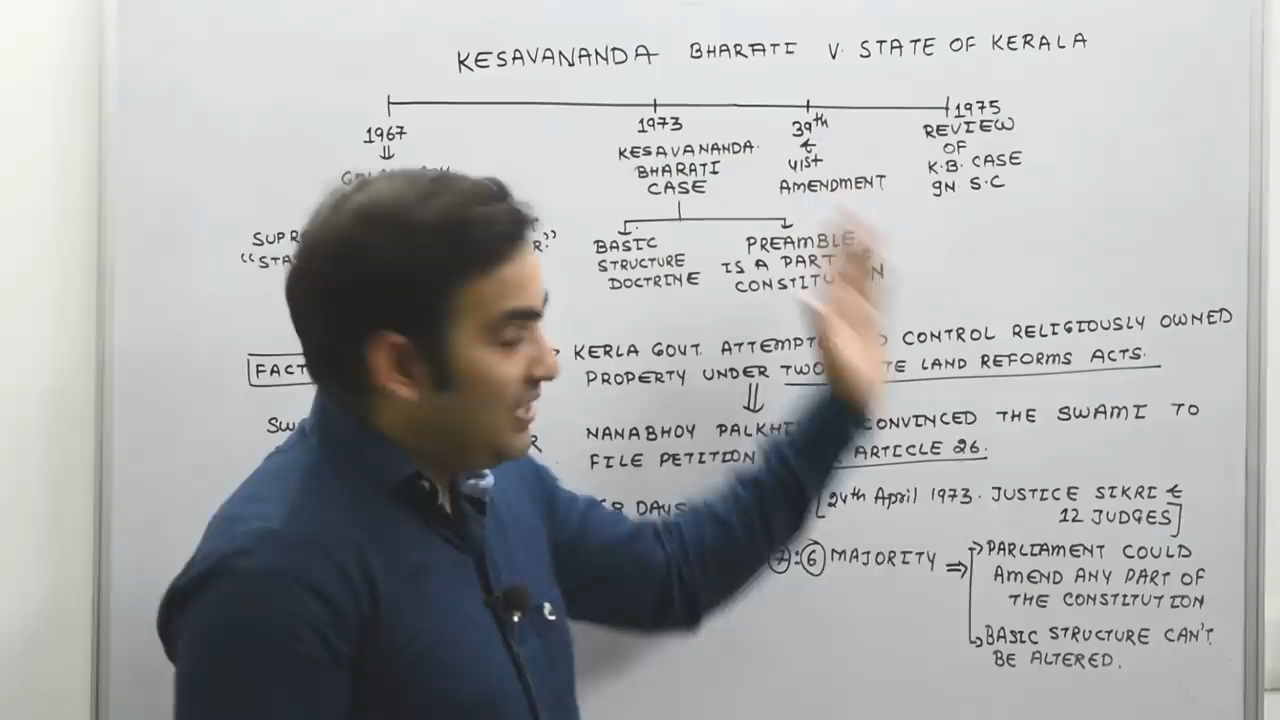 KESAVANANDA BHARATI V. STATE OF KERALA
1967
1973
KESAVANANDA
BHARATI
CASE
39th
&
41st
AMENDMENT
1975
REVIEW
OF
K.B. CASE
IN S.C
BASIC
STRUCTURE
DOCTRINE
PREAMBLE
IS A PART
KERLA GOVT. CONTROL RELIGIOUSLY OWNED
PROPERTY UNDER TWO LAND REFORMS ACTS.
NANABHOY CONVINCED THE SWAMI TO
FILE PETITION ARTICLE 26.
DAYS [24th April 1973. JUSTICE SIKRI &
12 JUDGES]
7:6 MAJORITY ⇒
PARLIAMENT COULD
AMEND ANY PART OF
THE CONSTITUTION
BASIC STRUCTURE CAN'T
BE ALTERED.